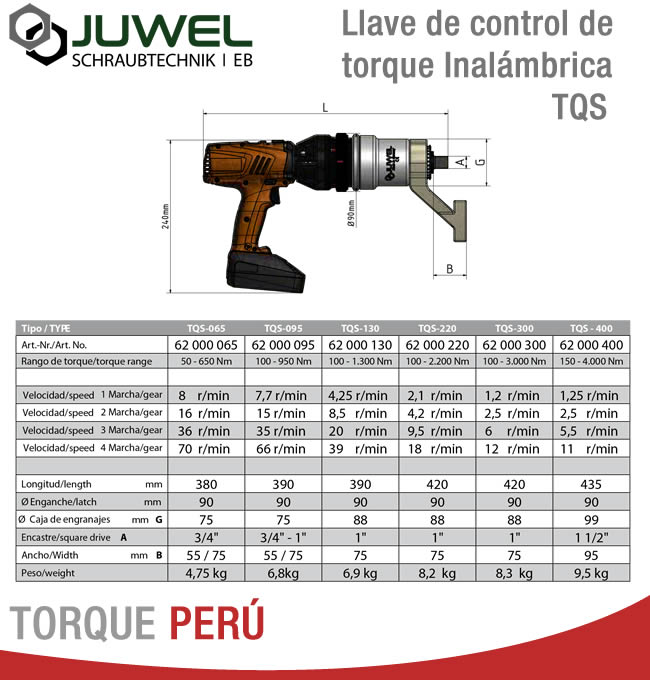 JUWEL
SCHRAUBTECHNIK | EB
Llave de control de
torque Inalámbrica
TQS
L
A
G
240mm
Ø90mm
JUWEL
B
Tipo / TYPE TQS-065 TQS-095 TQS-130 TQS-220 TQS-300 TQS - 400
Art.-Nr./Art. No. 62 000 065 62 000 095 62 000 130 62 000 220 62 000 300 62 000 400
Rango de torque/torque range 50 - 650 Nm 100 - 950 Nm 100 - 1.300 Nm 100 - 2.200 Nm 100 - 3.000 Nm 150 - 4.000 Nm
Velocidad/speed 1 Marcha/gear 8 r/min 7,7 r/min 4,25 r/min 2,1 r/min 1,2 r/min 1,25 r/min
Velocidad/speed 2 Marcha/gear 16 r/min 15 r/min 8,5 r/min 4,2 r/min 2,5 r/min 2,5 r/min
Velocidad/speed 3 Marcha/gear 36 r/min 35 r/min 20 r/min 9,5 r/min 6 r/min 5,5 r/min
Velocidad/speed 4 Marcha/gear 70 r/min 66 r/min 39 r/min 18 r/min 12 r/min 11 r/min
Longitud/length mm 380 390 390 420 420 435
Ø Enganche/latch mm 90 90 90 90 90 90
Ø Caja de engranajes mm G 75 75 88 88 88 99
Encastre/square drive A 3/4" 3/4" - 1" 1" 1" 1" 1 1/2"
Ancho/Width mm B 55 / 75 55 / 75 75 75 75 95
Peso/weight 4,75 kg 6,8kg 6,9 kg 8,2 kg 8,3 kg 9,5 kg
TORQUE PERÚ